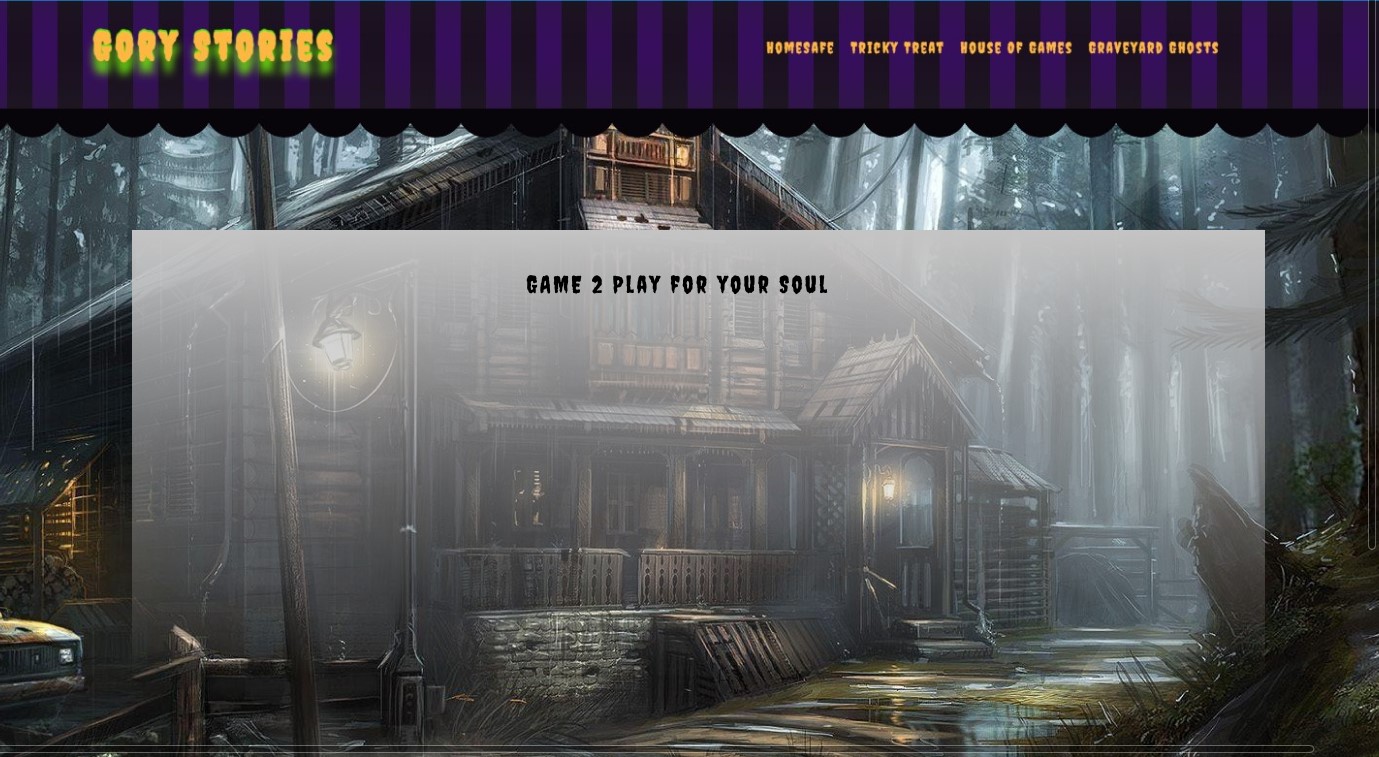 GORY STORIES
HOMESAFE TRICKY TREAT HOUSE OF GAMES GRAVEYARD GHOSTS
GAME 2 PLAY FOR YOUR SOUL